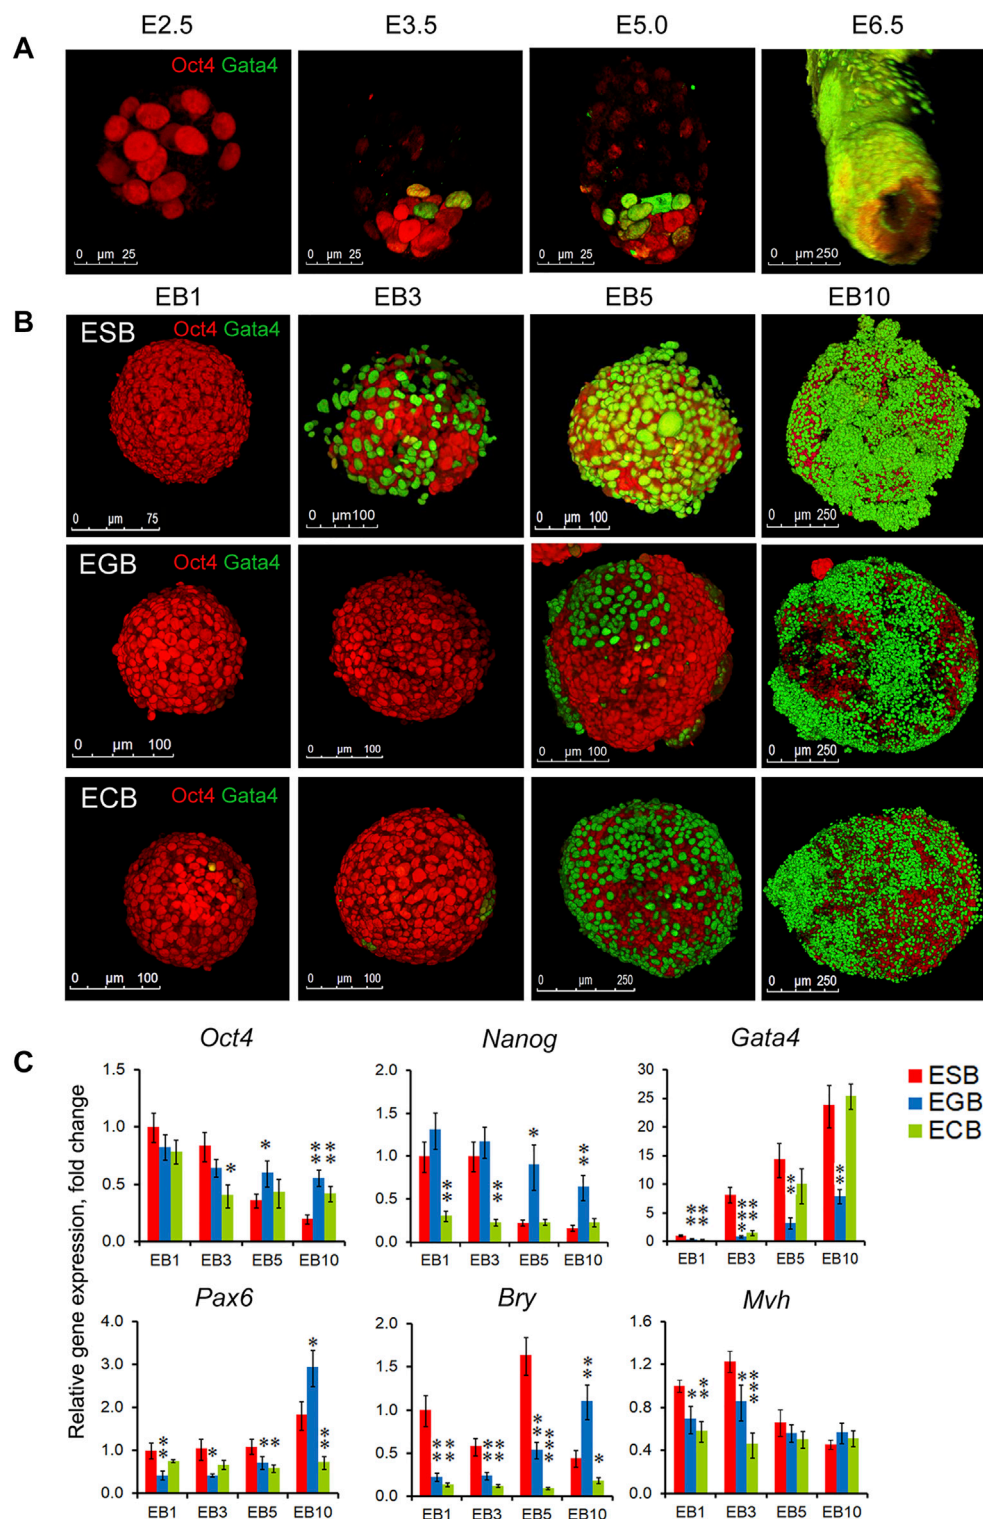 E2.5 E3.5 E5.0 E6.5
A
Oct4 Gata4
0 µm 25 0 µm 25 0 µm 25 0 µm 250
EB1 EB3 EB5 EB10
B
ESB Oct4 Gata4
0 µm 75 0 µm 100 0 µm 100 0 µm 250
EGB Oct4 Gata4
0 µm 100 0 µm 100 0 µm 100 0 µm 250
ECB Oct4 Gata4
0 µm 100 0 µm 100 0 µm 250 0 µm 250
C
Relative gene expression, fold change
Oct4
1.5
1.0
0.5
0.0
* * ** **
EB1 EB3 EB5 EB10
Nanog
2.0
1.5
1.0
0.5
0.0
** ** * **
EB1 EB3 EB5 EB10
Gata4
30
25
20
15
10
5
0
** ** *** *** ** **
EB1 EB3 EB5 EB10
ESB
EGB
ECB
Pax6
4.0
3.0
2.0
1.0
0.0
** * * * * **
EB1 EB3 EB5 EB10
Bry
2.0
1.5
1.0
0.5
0.0
** ** ** ** ** *** ** *
EB1 EB3 EB5 EB10
Mvh
1.6
1.2
0.8
0.4
0.0
* ** * ***
EB1 EB3 EB5 EB10